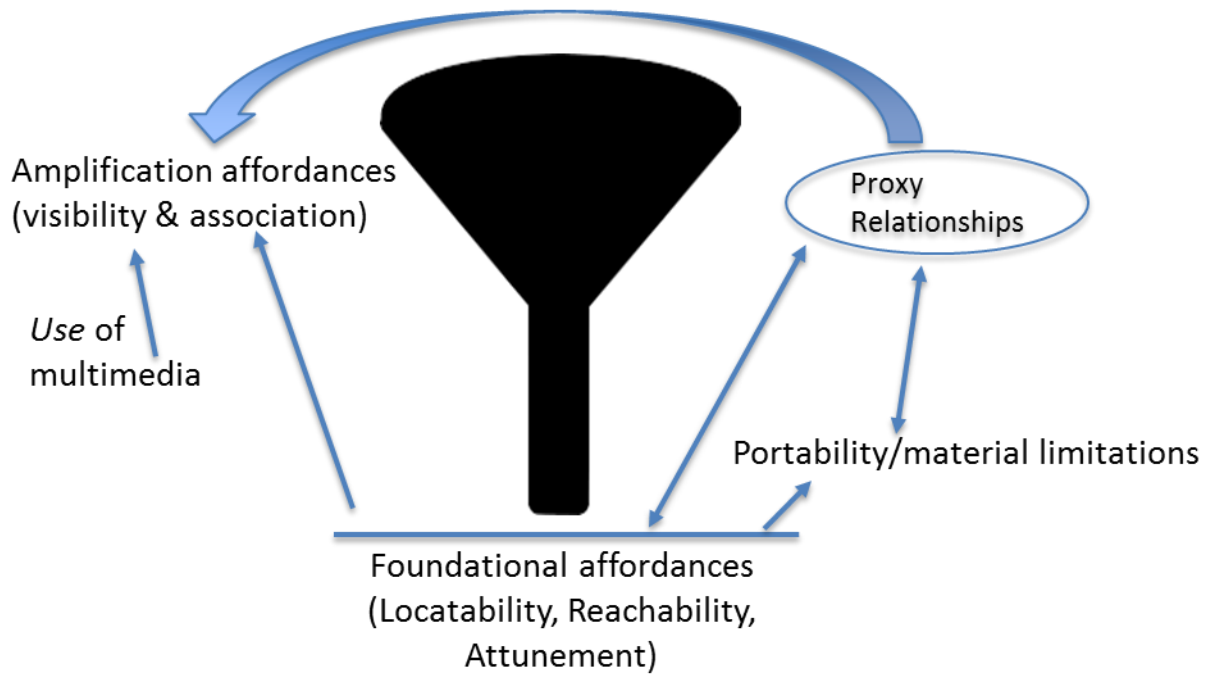 Amplification affordances
(visibility & association)
Proxy
Relationships
Use of
multimedia
Portability/material limitations
Foundational affordances
(Locatability, Reachability,
Attunement)